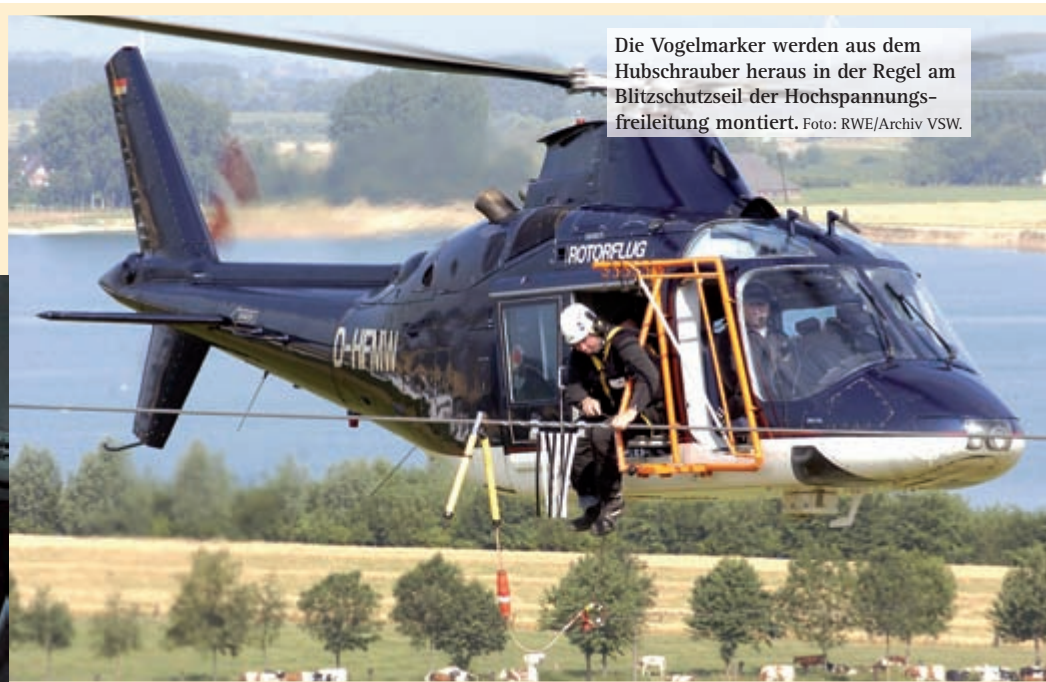 Die Vogelmarker werden aus dem
Hubschrauber heraus in der Regel am
Blitzschutzseil der Hochspannungs-
freileitung montiert. Foto: RWE/Archiv VSW.
ROTORFLUG
D-HFMW